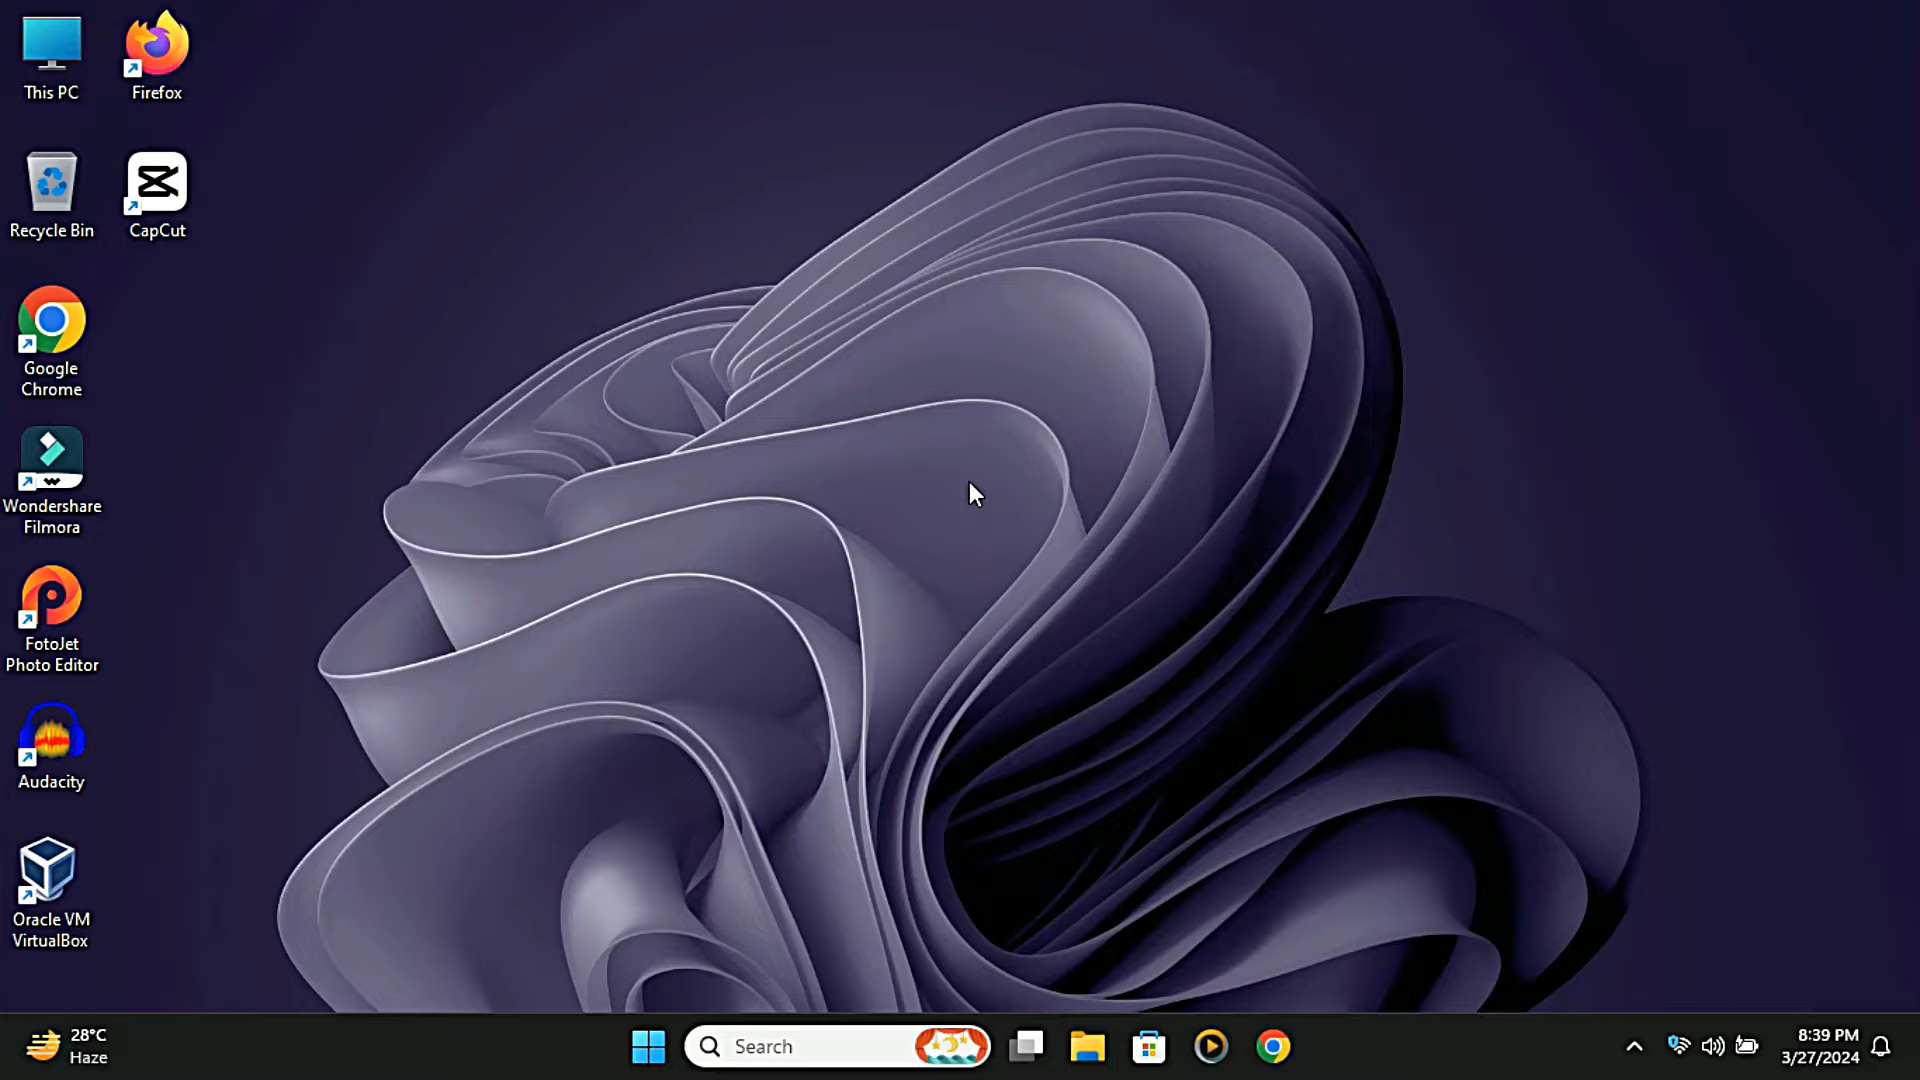 This PC
Firefox
Recycle Bin
CapCut
Google
Chrome
Wondershare
Filmora
FotoJet
Photo Editor
Audacity
Oracle VM
VirtualBox
28°C
Haze
Search
8:39 PM
3/27/2024